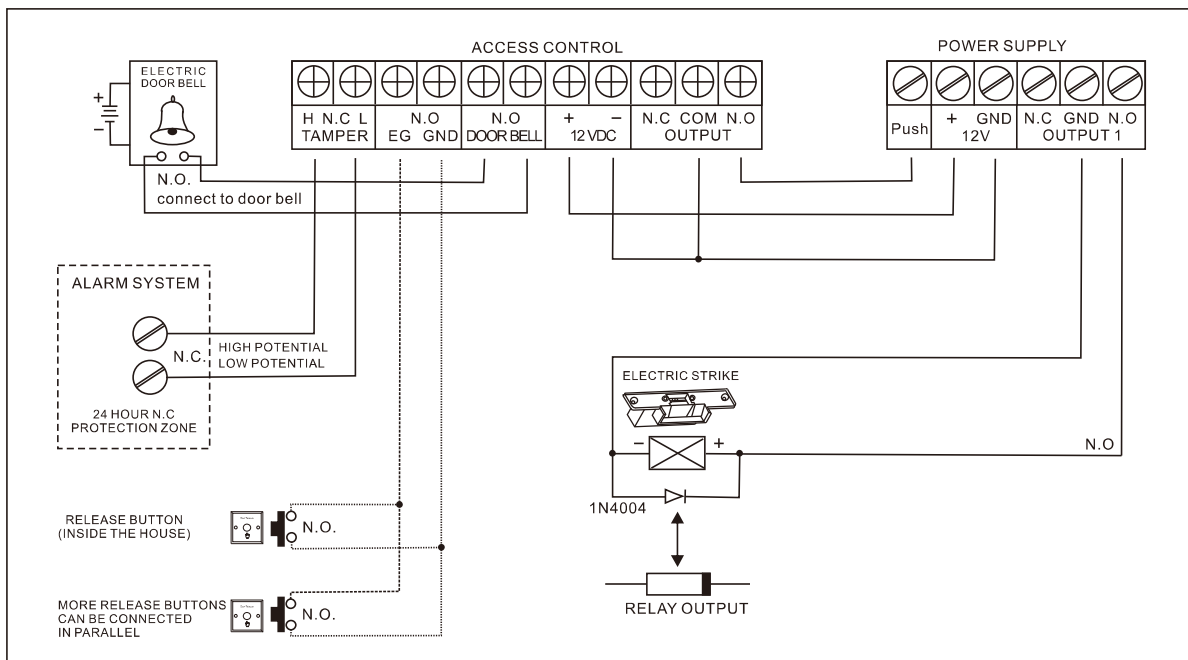 ACCESS CONTROL
POWER SUPPLY
ELECTRIC
DOOR BELL
+
−
H N.C L
TAMPER
N.O
EG GND
N.O
DOOR BELL
+ −
12 VDC
N.C COM N.O
OUTPUT
Push
+ GND
12V
N.C GND N.O
OUTPUT 1
N.O.
connect to door bell
ALARM SYSTEM
N.C.
HIGH POTENTIAL
LOW POTENTIAL
24 HOUR N.C
PROTECTION ZONE
ELECTRIC STRIKE
− +
N.O
1N4004
RELAY OUTPUT
RELEASE BUTTON
(INSIDE THE HOUSE)
N.O.
MORE RELEASE BUTTONS
CAN BE CONNECTED
IN PARALLEL
N.O.